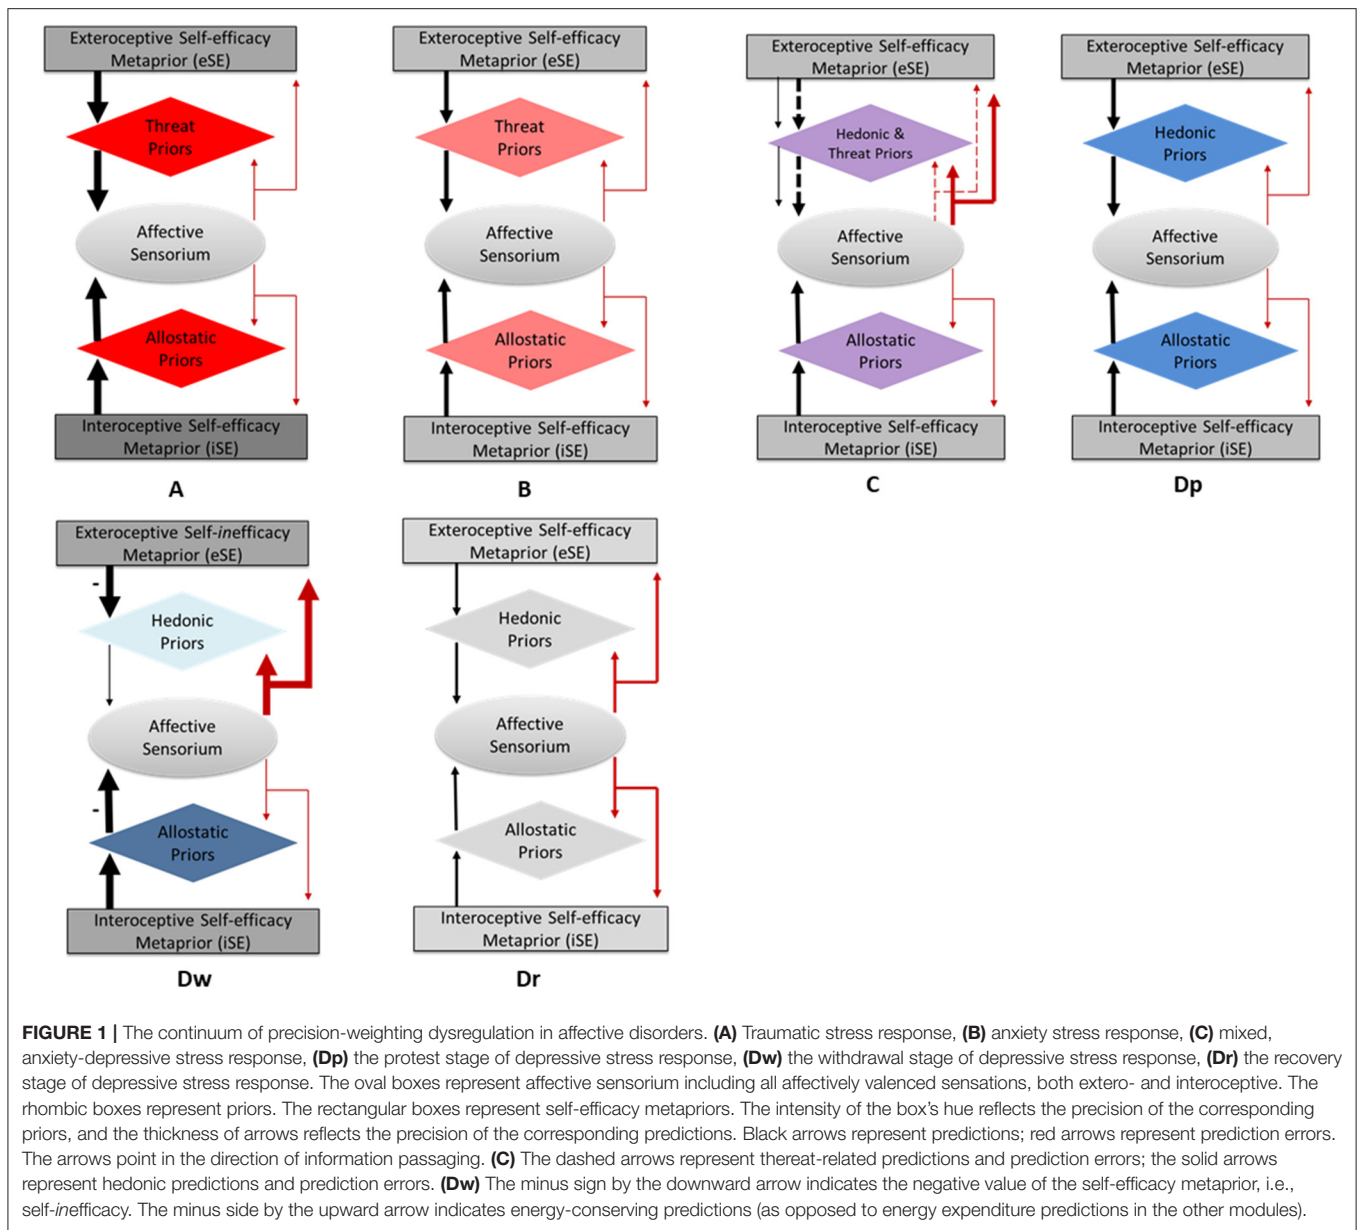 Exteroceptive Self-efficacy
Metaprior (eSE)
Threat
Priors
Affective
Sensorium
Allostatic
Priors
Interoceptive Self-efficacy
Metaprior (iSE)
A
Exteroceptive Self-efficacy
Metaprior (eSE)
Threat
Priors
Affective
Sensorium
Allostatic
Priors
Interoceptive Self-efficacy
Metaprior (iSE)
B
Exteroceptive Self-efficacy
Metaprior (eSE)
Hedonic &
Threat Priors
Affective
Sensorium
Allostatic
Priors
Interoceptive Self-efficacy
Metaprior (iSE)
C
Exteroceptive Self-efficacy
Metaprior (eSE)
Hedonic
Priors
Affective
Sensorium
Allostatic
Priors
Interoceptive Self-efficacy
Metaprior (iSE)
Dp
Exteroceptive Self-inefficacy
Metaprior (eSE)
-
Hedonic
Priors
Affective
Sensorium
-
Allostatic
Priors
Interoceptive Self-efficacy
Metaprior (iSE)
Dw
Exteroceptive Self-efficacy
Metaprior (eSE)
Hedonic
Priors
Affective
Sensorium
Allostatic
Priors
Interoceptive Self-efficacy
Metaprior (iSE)
Dr
FIGURE 1 | The continuum of precision-weighting dysregulation in affective disorders. (A) Traumatic stress response, (B) anxiety stress response, (C) mixed,
anxiety-depressive stress response, (Dp) the protest stage of depressive stress response, (Dw) the withdrawal stage of depressive stress response, (Dr) the recovery
stage of depressive stress response. The oval boxes represent affective sensorium including all affectively valenced sensations, both extero- and interoceptive. The
rhombic boxes represent priors. The rectangular boxes represent self-efficacy metapriors. The intensity of the box's hue reflects the precision of the corresponding
priors, and the thickness of arrows reflects the precision of the corresponding predictions. Black arrows represent predictions; red arrows represent prediction errors.
The arrows point in the direction of information passaging. (C) The dashed arrows represent thereat-related predictions and prediction errors; the solid arrows
represent hedonic predictions and prediction errors. (Dw) The minus sign by the downward arrow indicates the negative value of the self-efficacy metaprior, i.e.,
self-inefficacy. The minus side by the upward arrow indicates energy-conserving predictions (as opposed to energy expenditure predictions in the other modules).